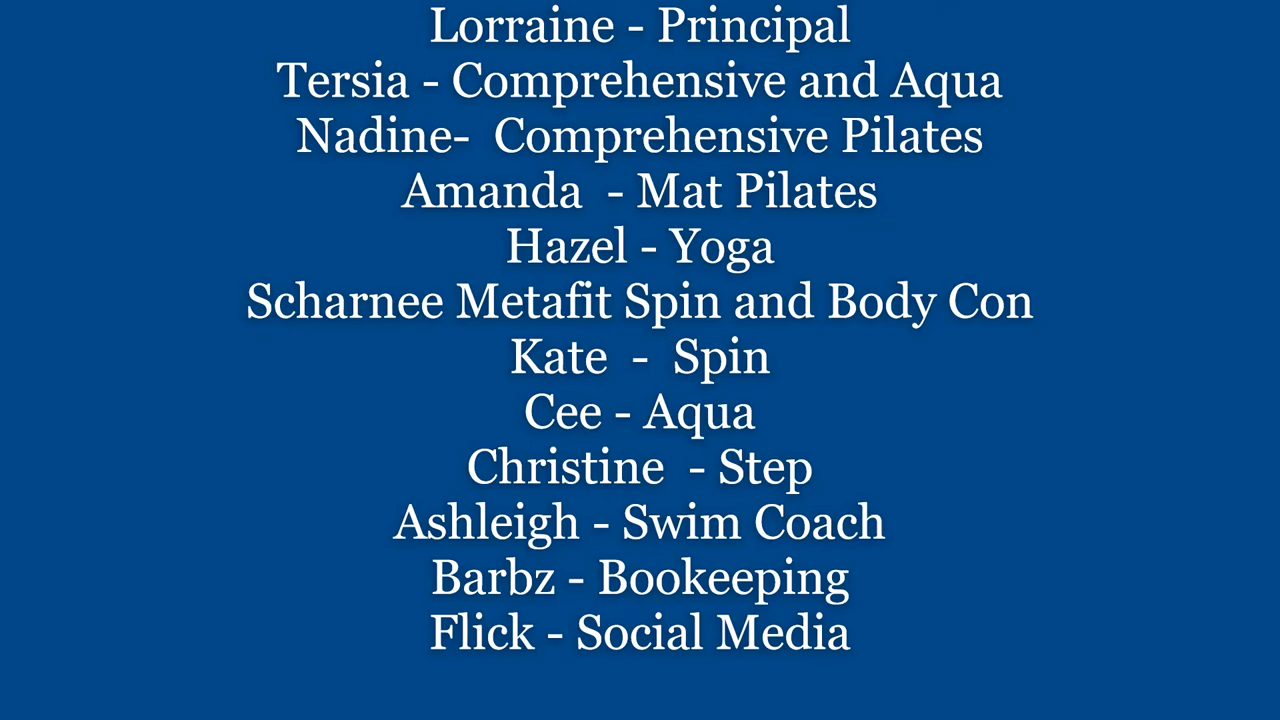 Lorraine - Principal
Tersia - Comprehensive and Aqua
Nadine-  Comprehensive Pilates
Amanda  - Mat Pilates
Hazel - Yoga
Scharnee Metafit Spin and Body Con
Kate  -  Spin
Cee - Aqua
Christine  - Step
Ashleigh - Swim Coach
Barbz - Bookeeping
Flick - Social Media